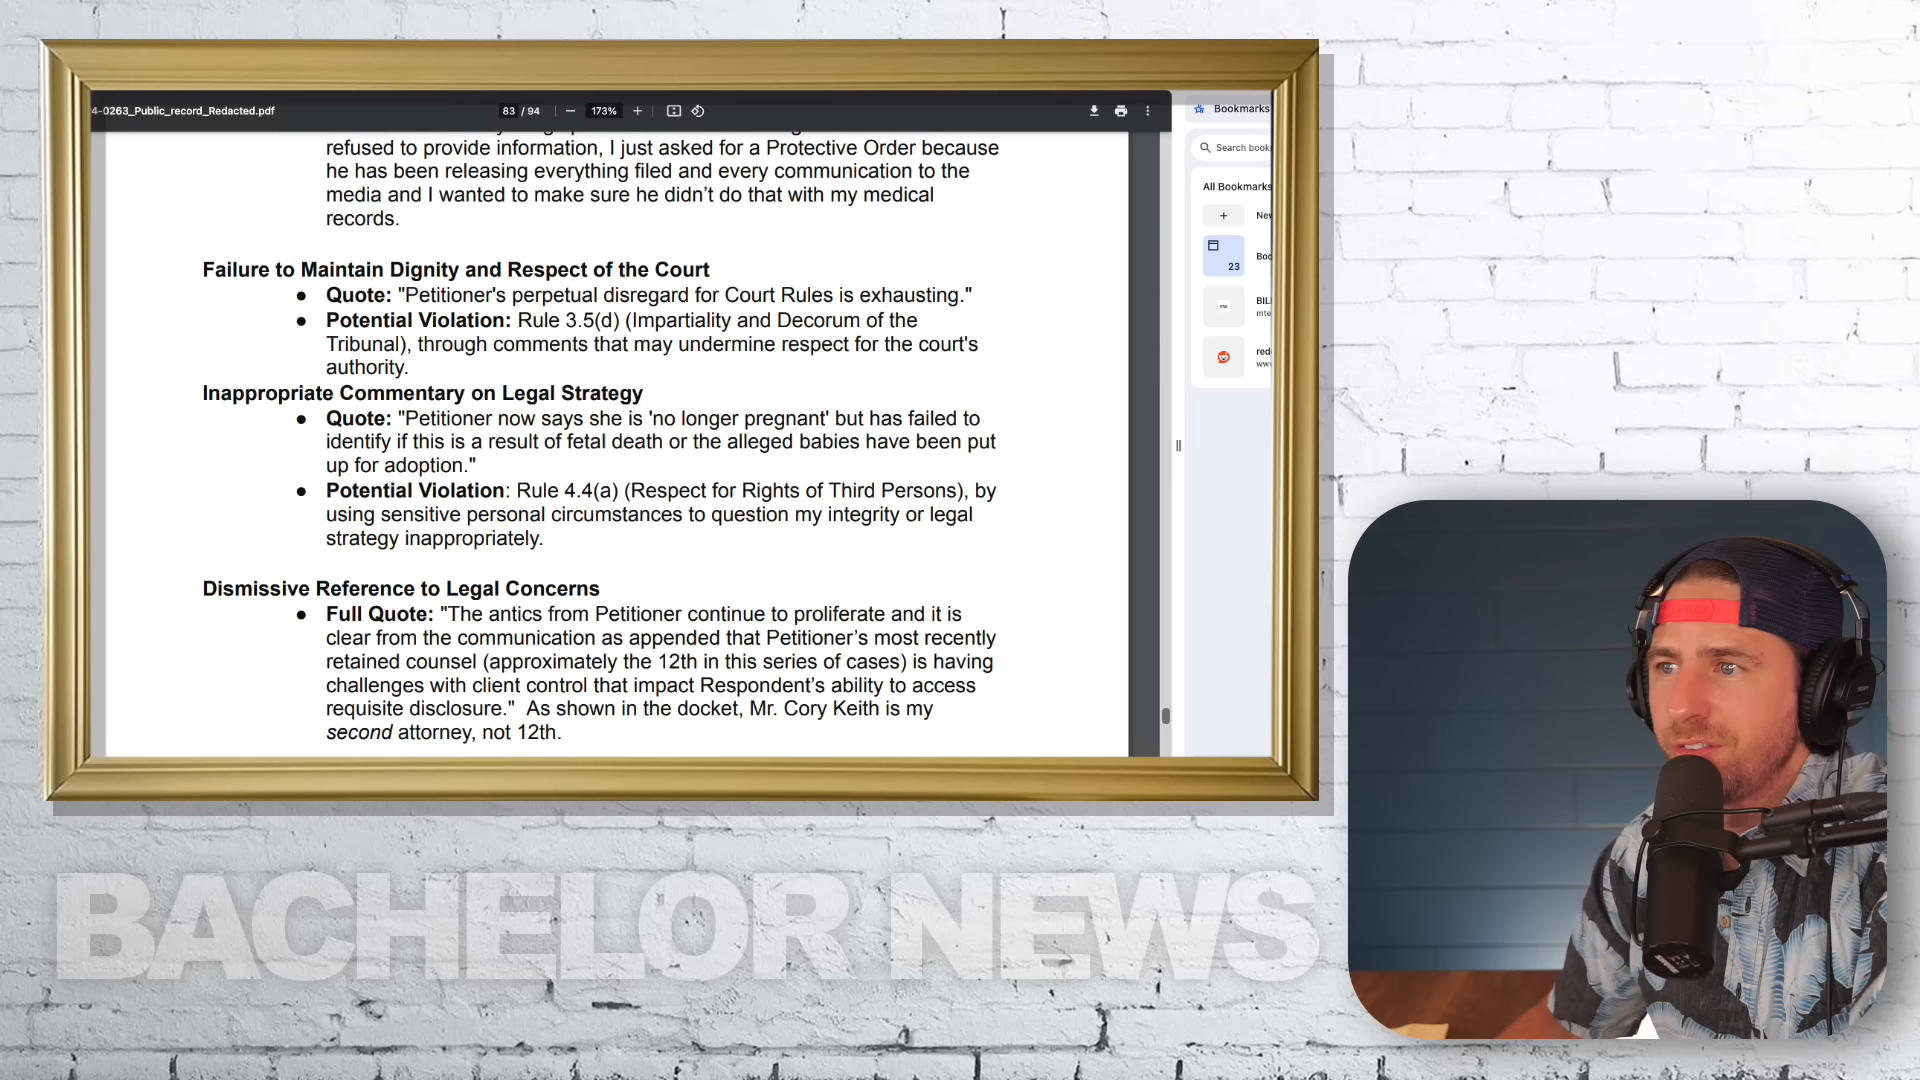 4-0263_Public_record_Redacted.pdf
83 / 94
173%
Bookmarks
refused to provide information, I just asked for a Protective Order because
he has been releasing everything filed and every communication to the
media and I wanted to make sure he didn’t do that with my medical
records.
Failure to Maintain Dignity and Respect of the Court
● Quote: "Petitioner's perpetual disregard for Court Rules is exhausting."
● Potential Violation: Rule 3.5(d) (Impartiality and Decorum of the
Tribunal), through comments that may undermine respect for the court's
authority.
Inappropriate Commentary on Legal Strategy
● Quote: "Petitioner now says she is 'no longer pregnant' but has failed to
identify if this is a result of fetal death or the alleged babies have been put
up for adoption."
● Potential Violation: Rule 4.4(a) (Respect for Rights of Third Persons), by
using sensitive personal circumstances to question my integrity or legal
strategy inappropriately.
Dismissive Reference to Legal Concerns
● Full Quote: "The antics from Petitioner continue to proliferate and it is
clear from the communication as appended that Petitioner’s most recently
retained counsel (approximately the 12th in this series of cases) is having
challenges with client control that impact Respondent’s ability to access
requisite disclosure."  As shown in the docket, Mr. Cory Keith is my
second attorney, not 12th.
Search book
All Bookmarks
New
Boo
23
BIL
red
www
BACHELOR NEWS